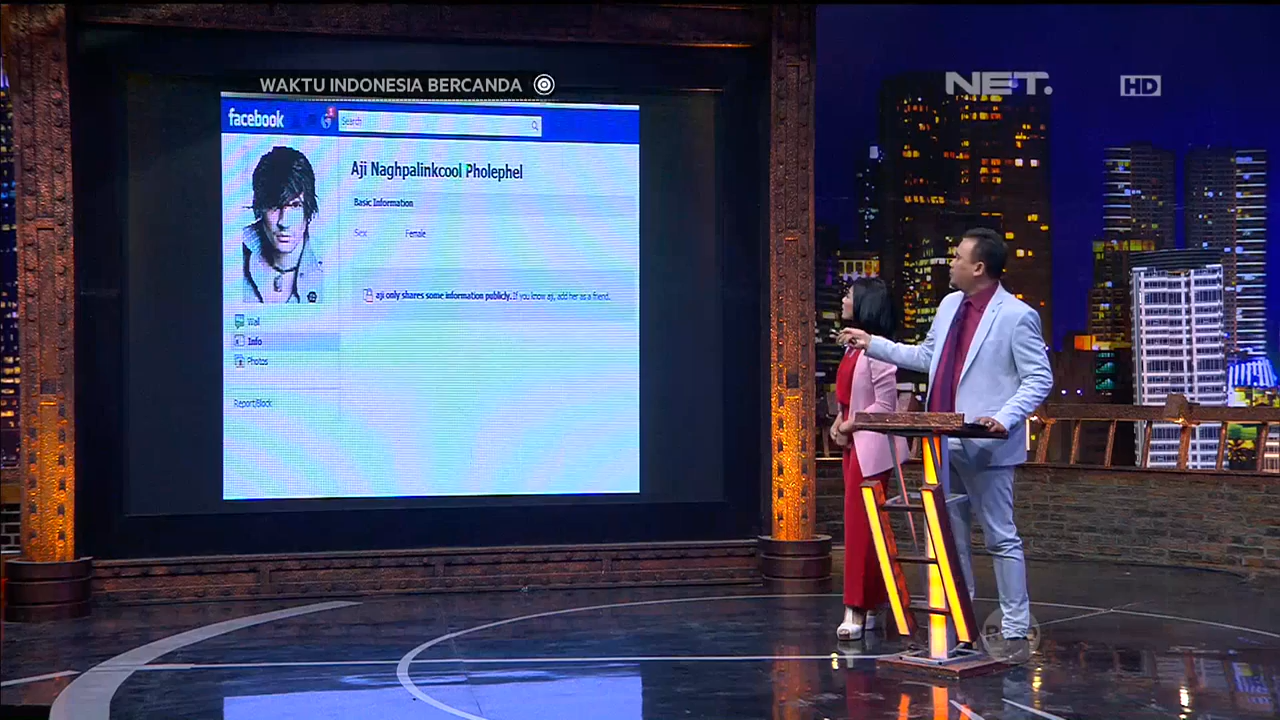 WAKTU INDONESIA BERCANDA
NET.
HD
facebook
Search
Aji Naghpalinkcool Pholephel
Basic Information
Sex Female
aji only shares some information publicly. If you know aji, add her as a friend.
Wall
Info
Photos
Report/Block